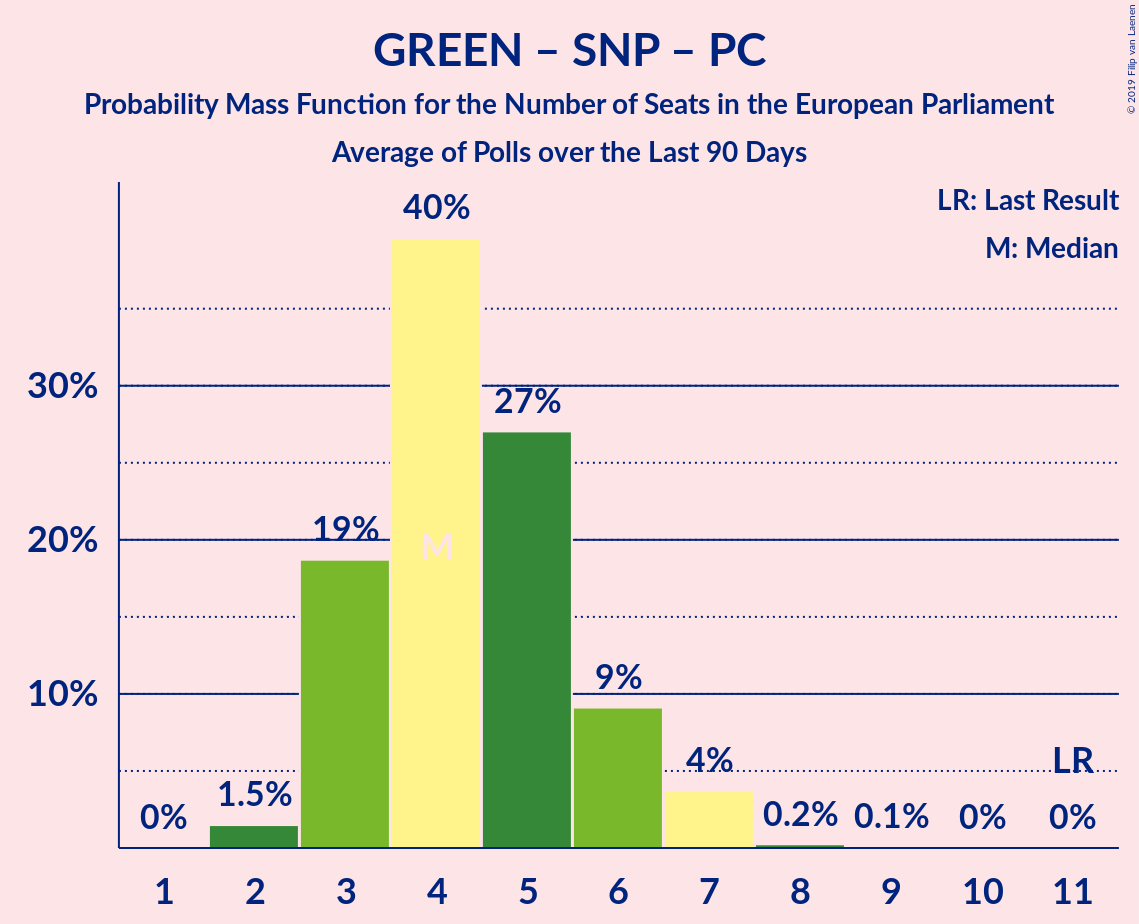 GREEN – SNP – PC
Probability Mass Function for the Number of Seats in the European Parliament
Average of Polls over the Last 90 Days
© 2019 Filip van Laenen
LR: Last Result
M: Median
40%
30%
27%
20%
19%
M
10%
9%
4%
LR
0%
1.5%
0.2%
0.1%
0%
0%
1 2 3 4 5 6 7 8 9 10 11